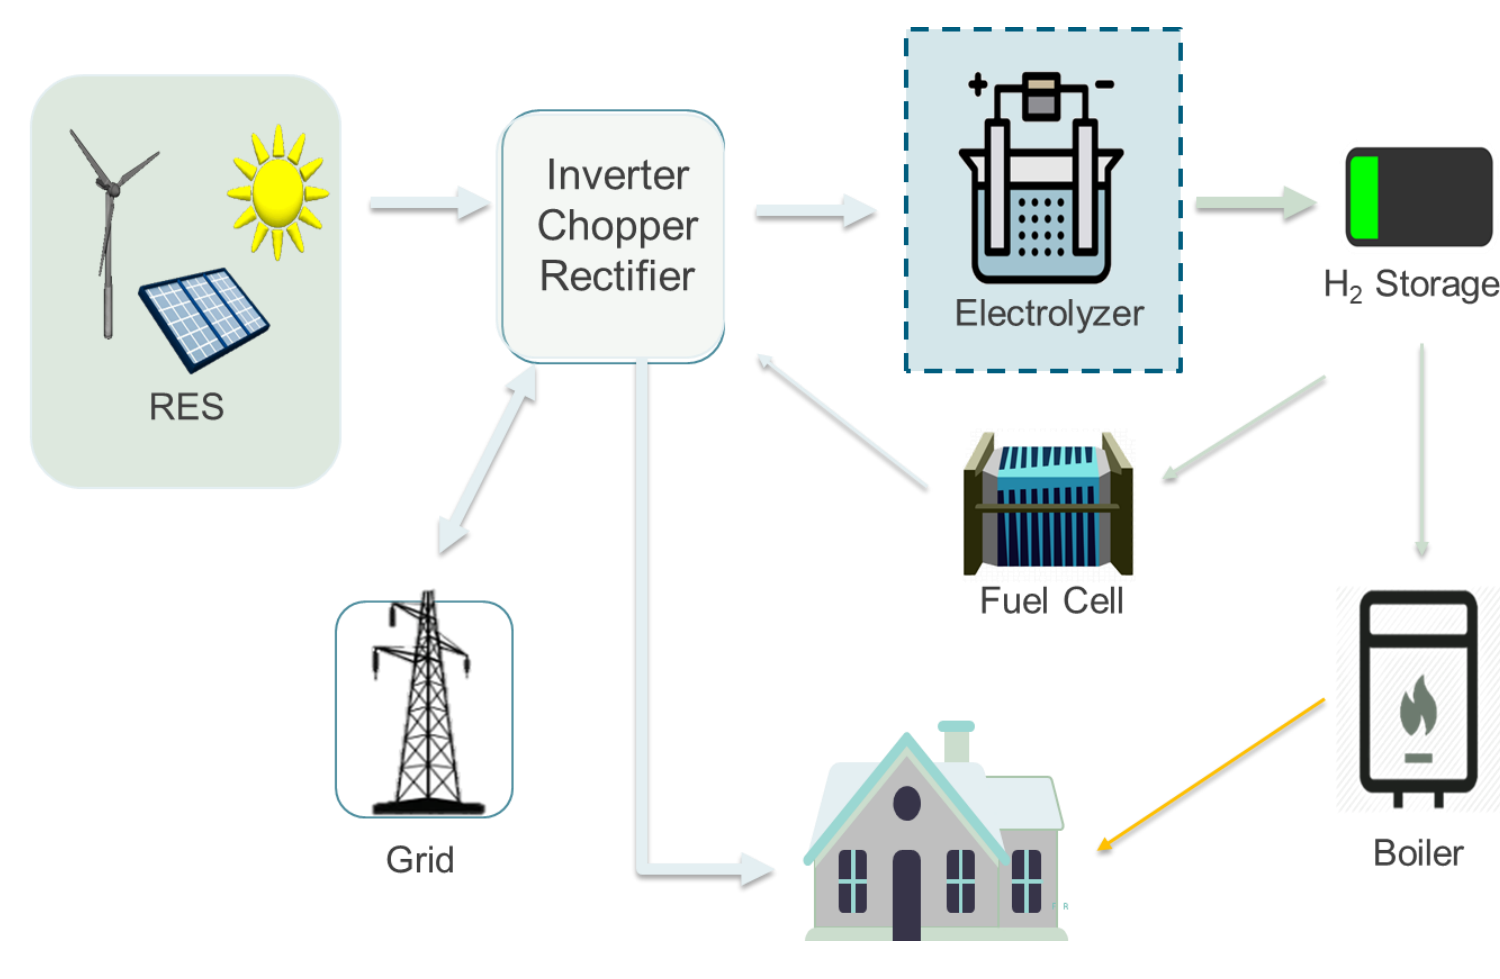 Inverter
Chopper
Rectifier
+ −
Electrolyzer
H₂ Storage
RES
Fuel Cell
Grid
Boiler
F R